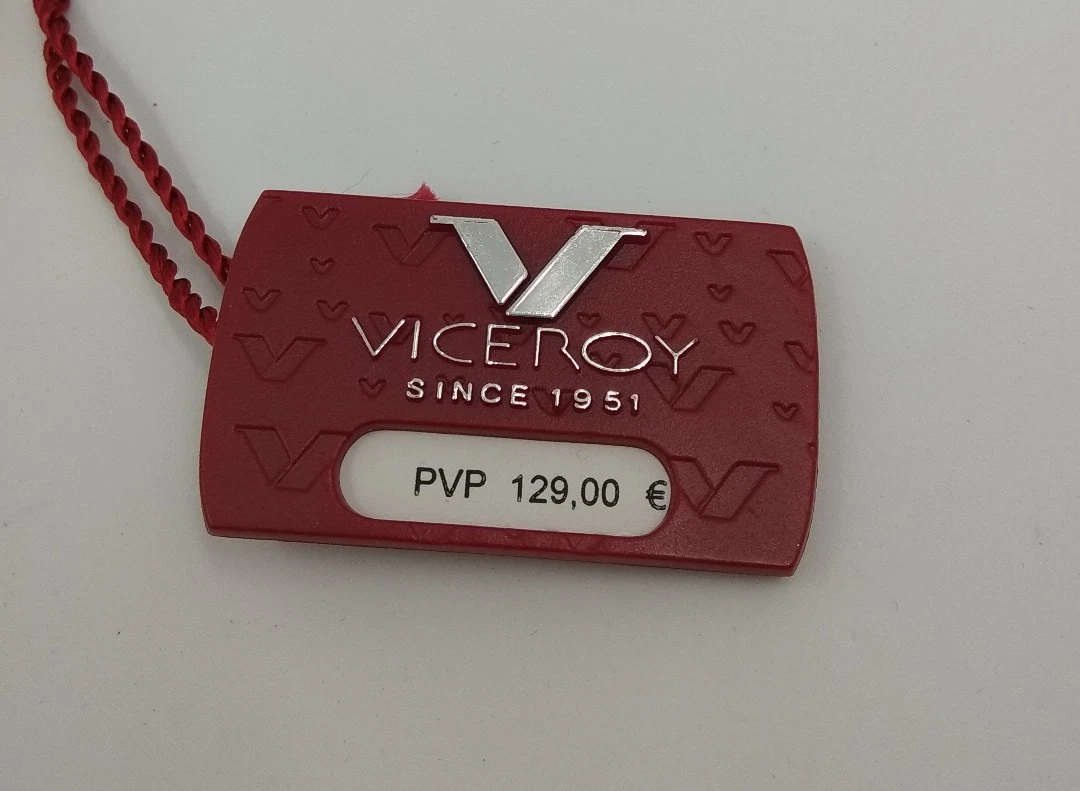 VICEROY
SINCE 1951
PVP 129,00 €